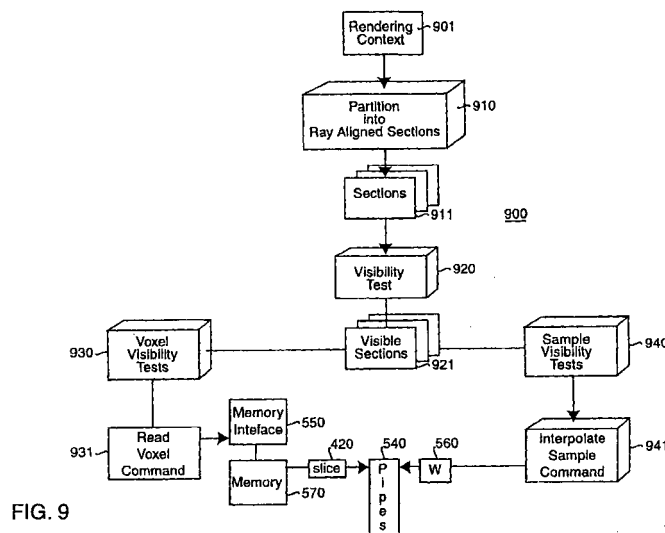 Rendering
Context
901
Partition
into
Ray Aligned Sections
910
Sections
911
900
Visibility
Test
920
Visible
Sections
921
930
Voxel
Visibility
Tests
Sample
Visibility
Tests
940
931
Read
Voxel
Command
Memory
Inteface
550
Memory
570
420
slice
540
Pipes
560
W
Interpolate
Sample
Command
941
FIG. 9